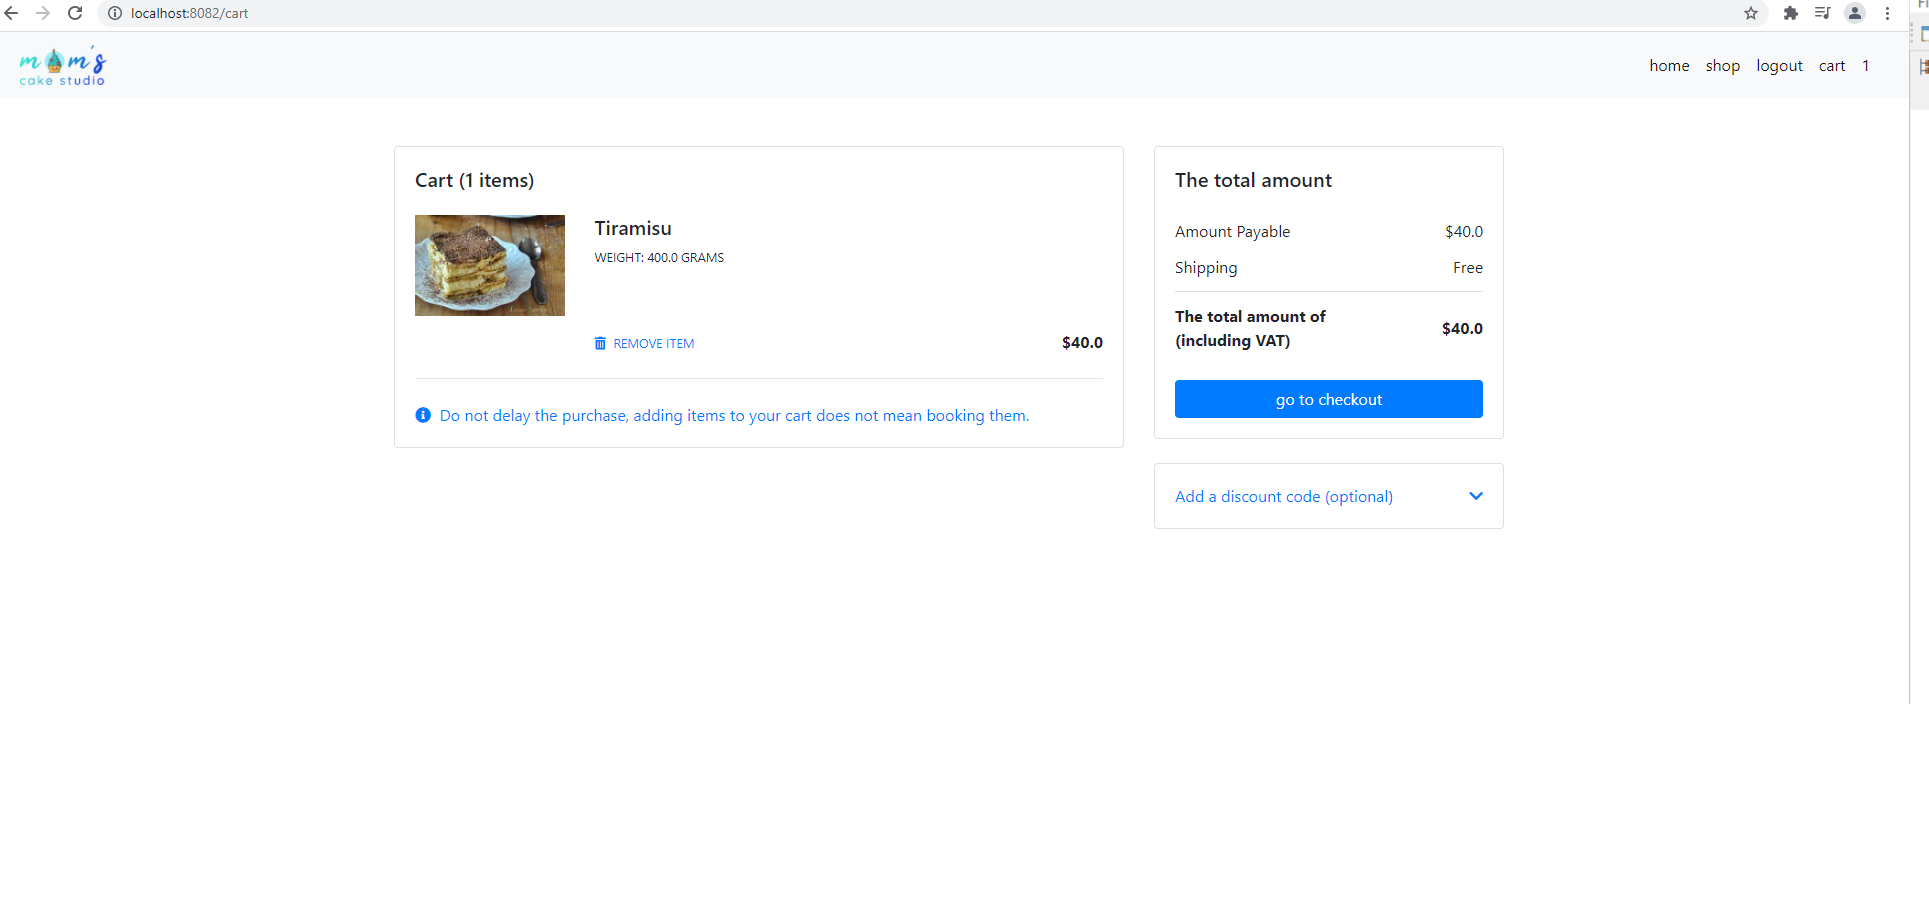 localhost:8082/cart
mom's
cake studio
home shop logout cart 1
Cart (1 items)
Tiramisu
WEIGHT: 400.0 GRAMS
REMOVE ITEM $40.0
Do not delay the purchase, adding items to your cart does not mean booking them.
The total amount
Amount Payable $40.0
Shipping Free
The total amount of
(including VAT) $40.0
go to checkout
Add a discount code (optional)